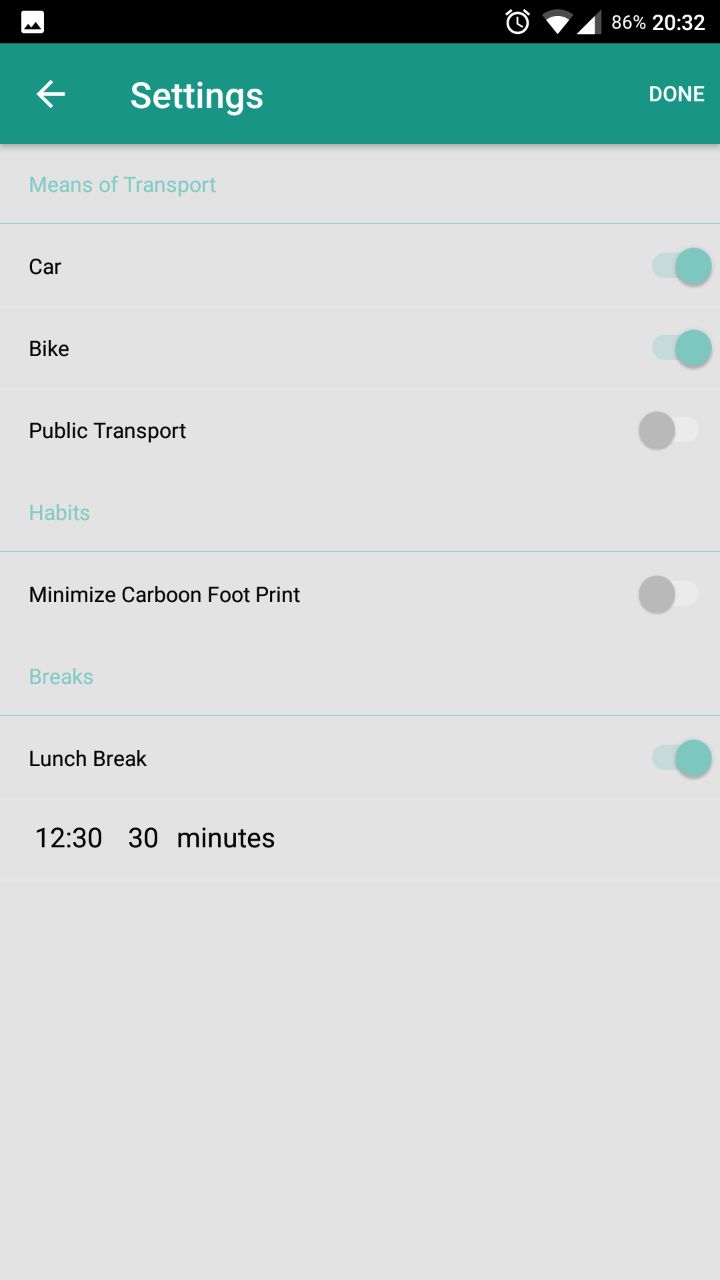 86% 20:32
Settings DONE
Means of Transport
Car
Bike
Public Transport
Habits
Minimize Carboon Foot Print
Breaks
Lunch Break
12:30 30 minutes